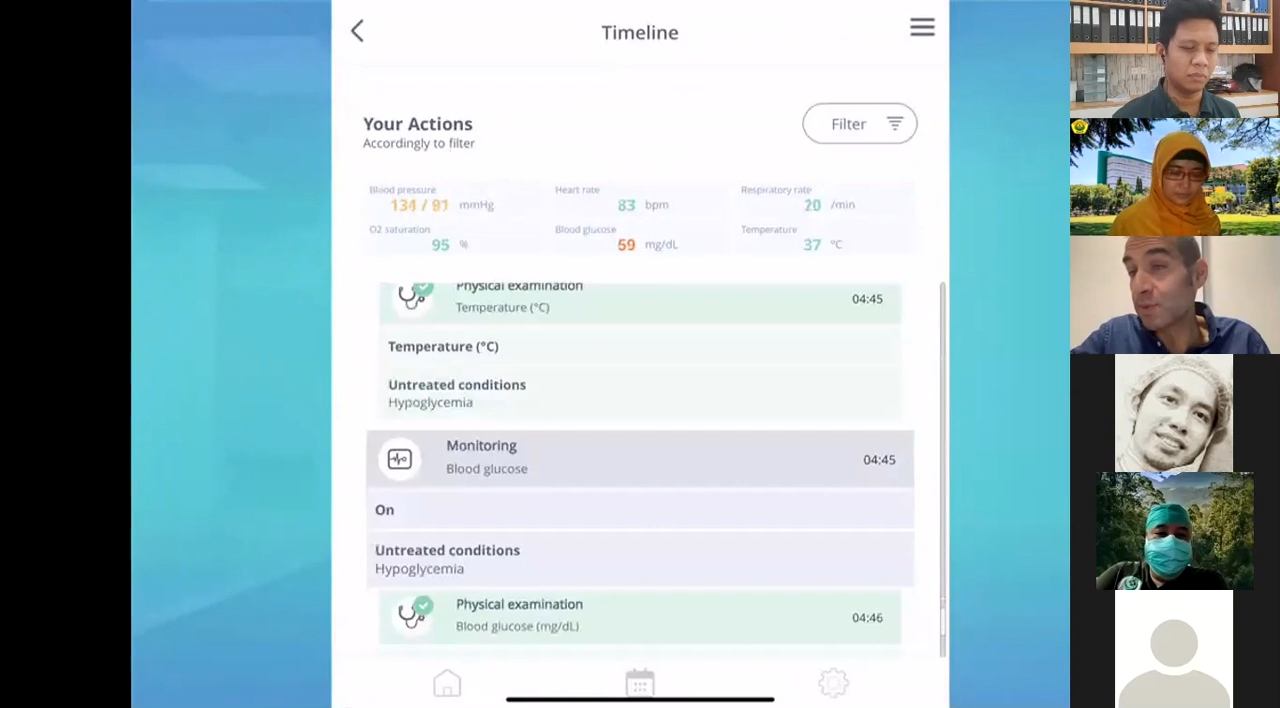 Timeline
Your Actions
Accordingly to filter
Filter
Blood pressure
134 / 81 mmHg
Heart rate
83 bpm
Respiratory rate
20 /min
O2 saturation
95 %
Blood glucose
59 mg/dL
Temperature
37 °C
Physical examination
Temperature (°C)
04:45
Temperature (°C)
Untreated conditions
Hypoglycemia
Monitoring
Blood glucose
04:45
On
Untreated conditions
Hypoglycemia
Physical examination
Blood glucose (mg/dL)
04:46